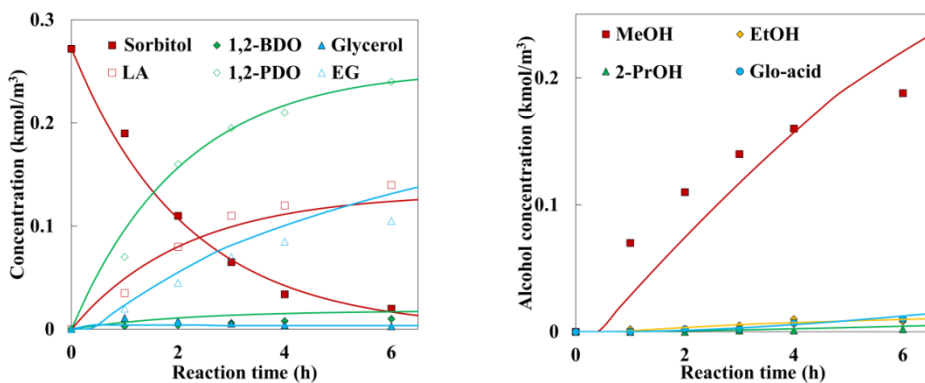 Concentration (kmol/m³)
0.3
0.2
0.1
0
Sorbitol 1,2-BDO Glycerol
LA 1,2-PDO EG
0 2 4 6
Reaction time (h)
Alcohol concentration (kmol/m³)
0.2
0.1
0
MeOH EtOH
2-PrOH Glo-acid
0 2 4 6
Reaction time (h)